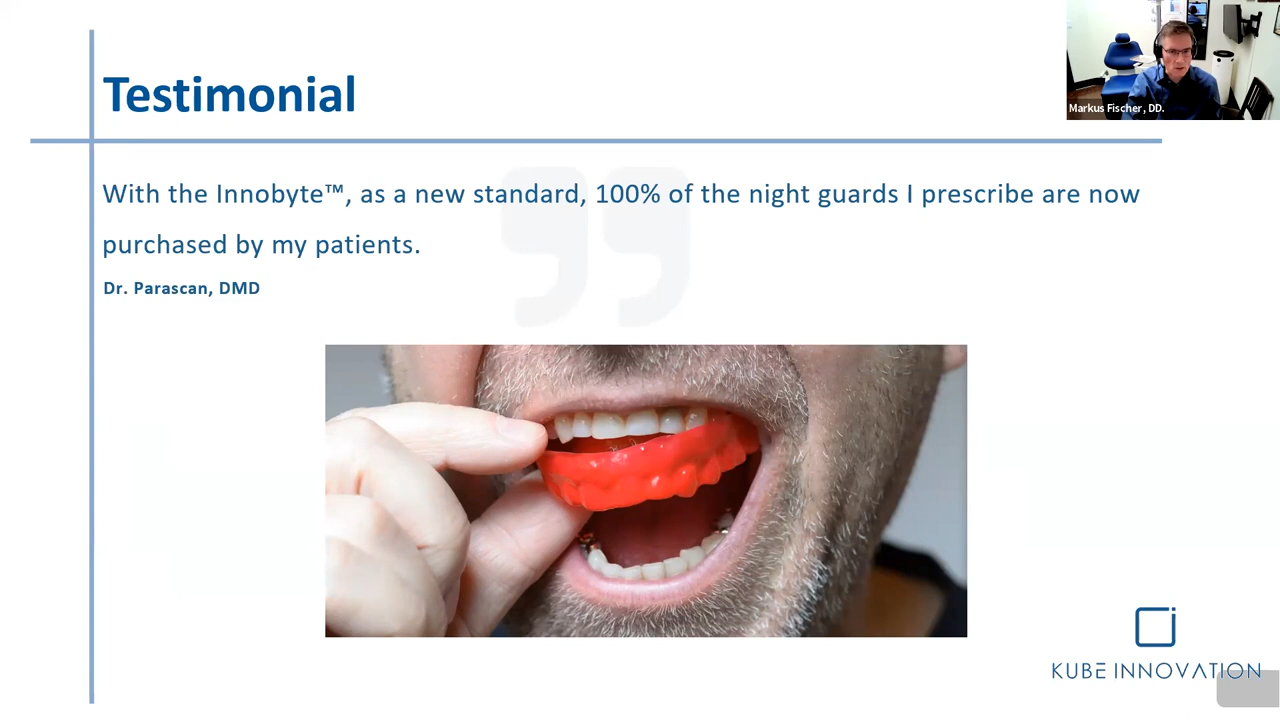 Testimonial
Markus Fischer, DD.
With the Innobyte™, as a new standard, 100% of the night guards I prescribe are now
purchased by my patients.
Dr. Parascan, DMD
KUBE INNOVATION